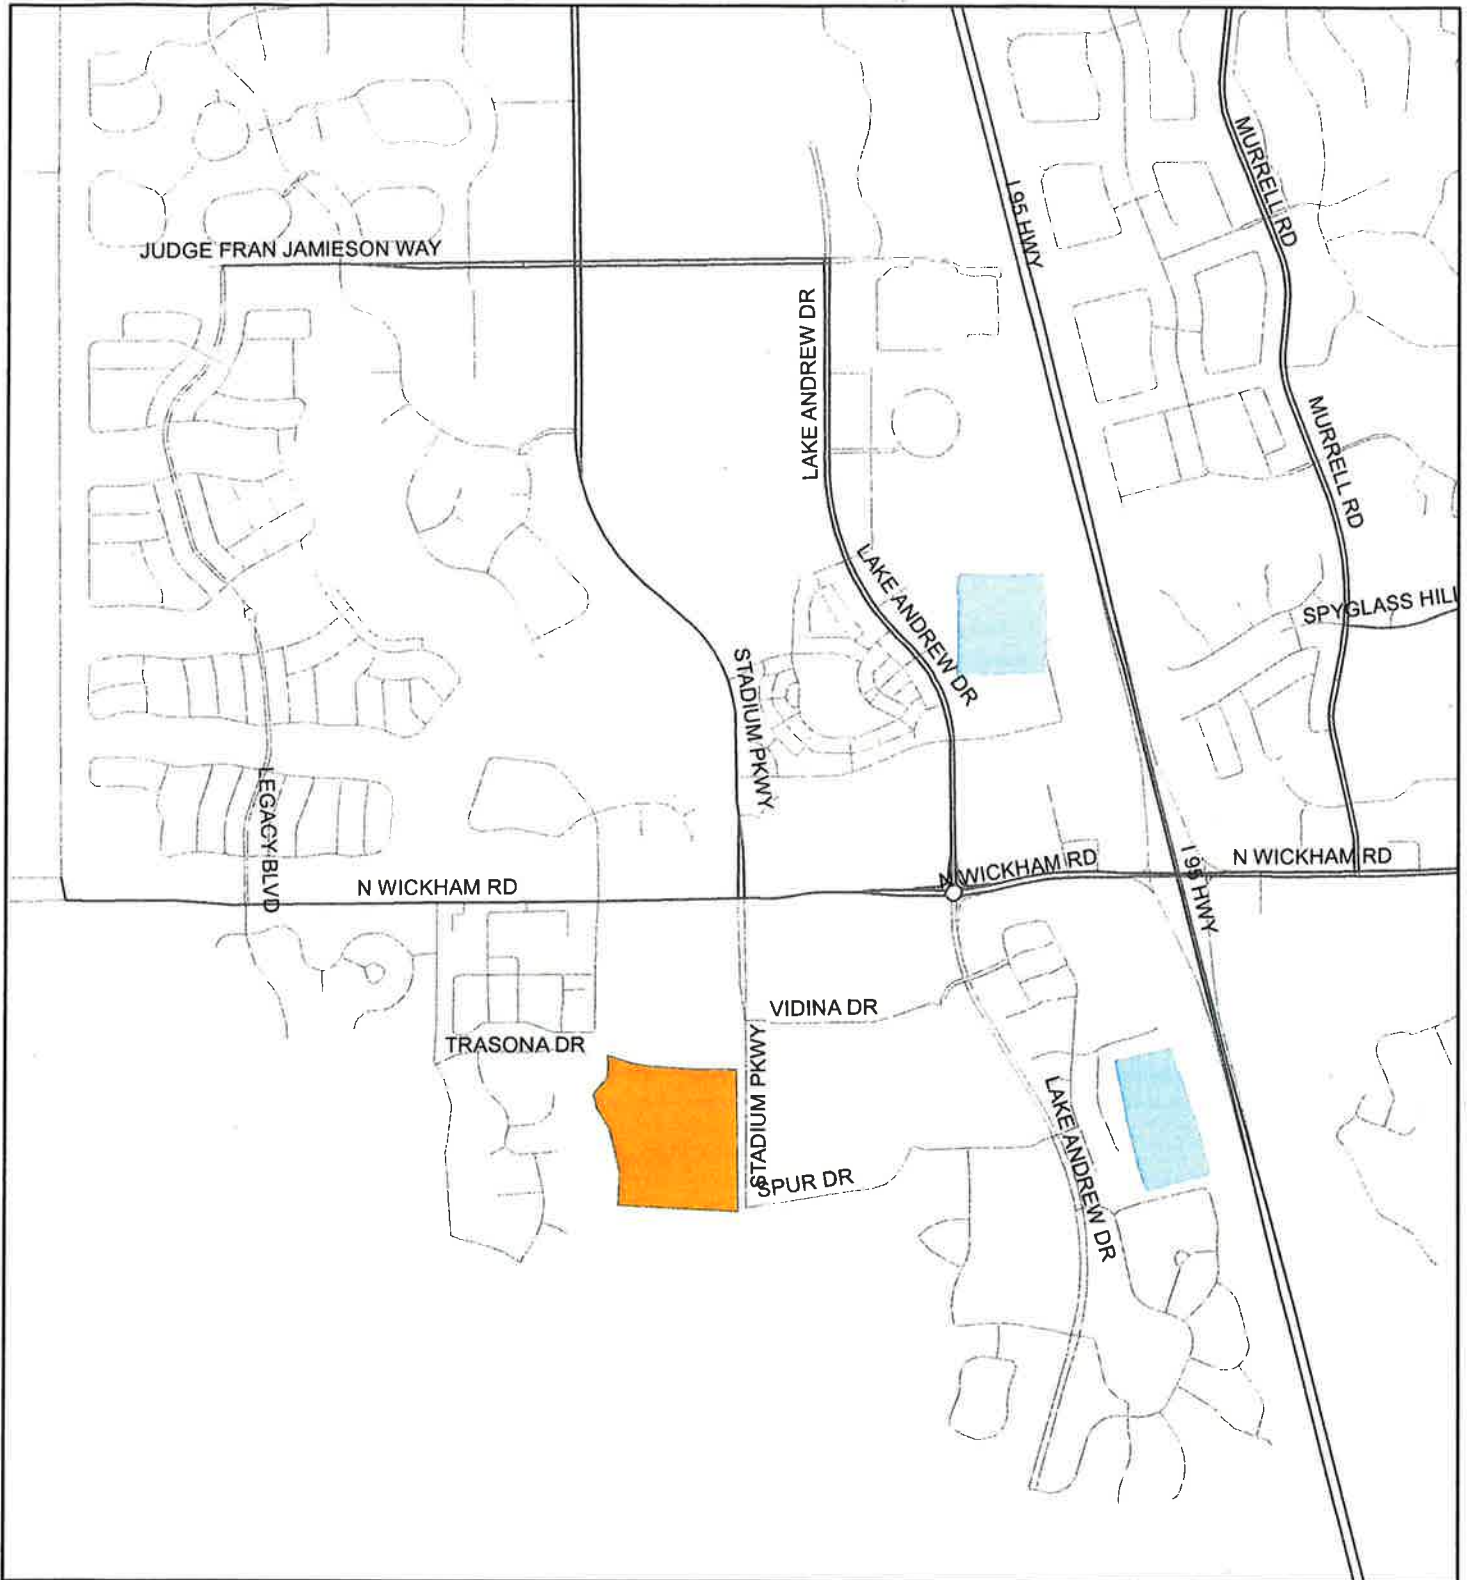 MURRELL RD
I 95 HWY
JUDGE FRAN JAMIESON WAY
LAKE ANDREW DR
MURRELL RD
LAKE ANDREW DR
SPYGLASS HILL
STADIUM PKWY
LEGACY BLVD
N WICKHAM RD
N WICKHAM RD
N WICKHAM RD
I 95 HWY
VIDINA DR
TRASONA DR
STADIUM PKWY
LAKE ANDREW DR
SPUR DR